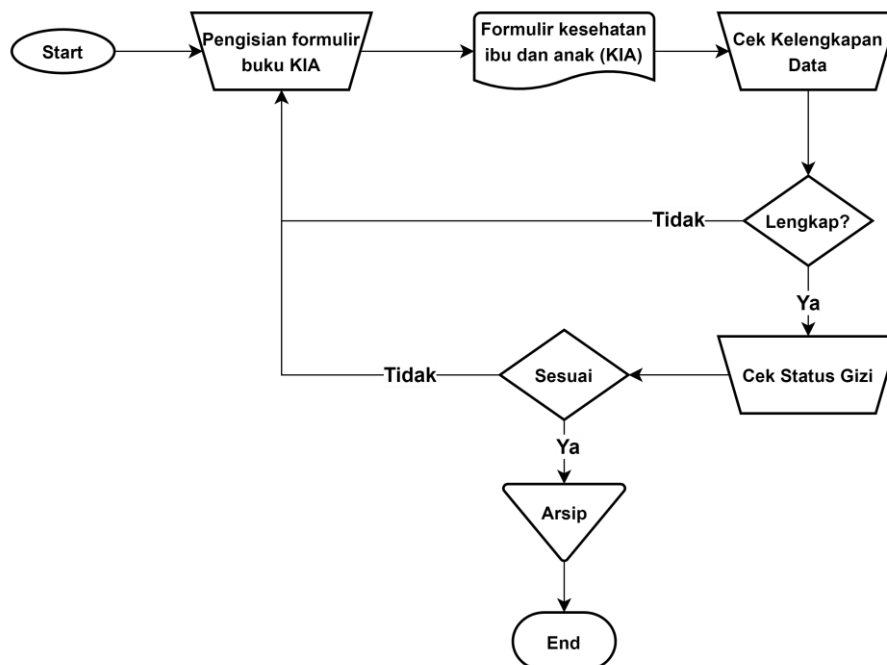 Start
Pengisian formulir
buku KIA
Formulir kesehatan
ibu dan anak (KIA)
Cek Kelengkapan
Data
Tidak
Lengkap?
Ya
Tidak
Sesuai
Cek Status Gizi
Ya
Arsip
End